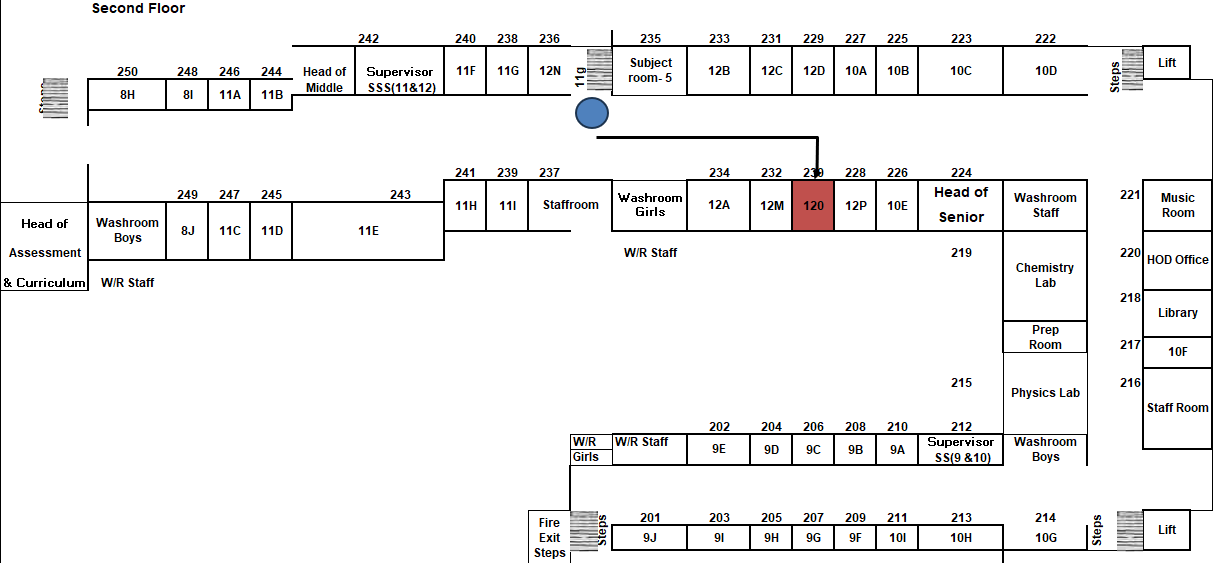 Second Floor
242 240 238 236 235 233 231 229 227 225 223 222
250 248 246 244
Head of
Middle
Supervisor
SSS(11&12)
11F 11G 12N
11g
Subject
room- 5
12B 12C 12D 10A 10B 10C 10D
Steps
Lift
8H 8I 11A 11B
241 239 237 234 232 230 228 226 224
249 247 245 243
221
Head of
Assessment
& Curriculum
Washroom
Boys
8J 11C 11D 11E
11H 11I Staffroom
Washroom
Girls
12A 12M 12O 12P 10E
Head of
Senior
Washroom
Staff
Music
Room
W/R Staff
W/R Staff
219
Chemistry
Lab
220
HOD Office
218
Library
Prep
Room
217
10F
215
Physics Lab
216
Staff Room
202 204 206 208 210 212
W/R
Girls
W/R Staff
9E 9D 9C 9B 9A
Supervisor
SS(9 &10)
Washroom
Boys
Fire
Exit
Steps
Steps
201 203 205 207 209 211 213 214
9J 9I 9H 9G 9F 10I 10H 10G
Steps
Lift